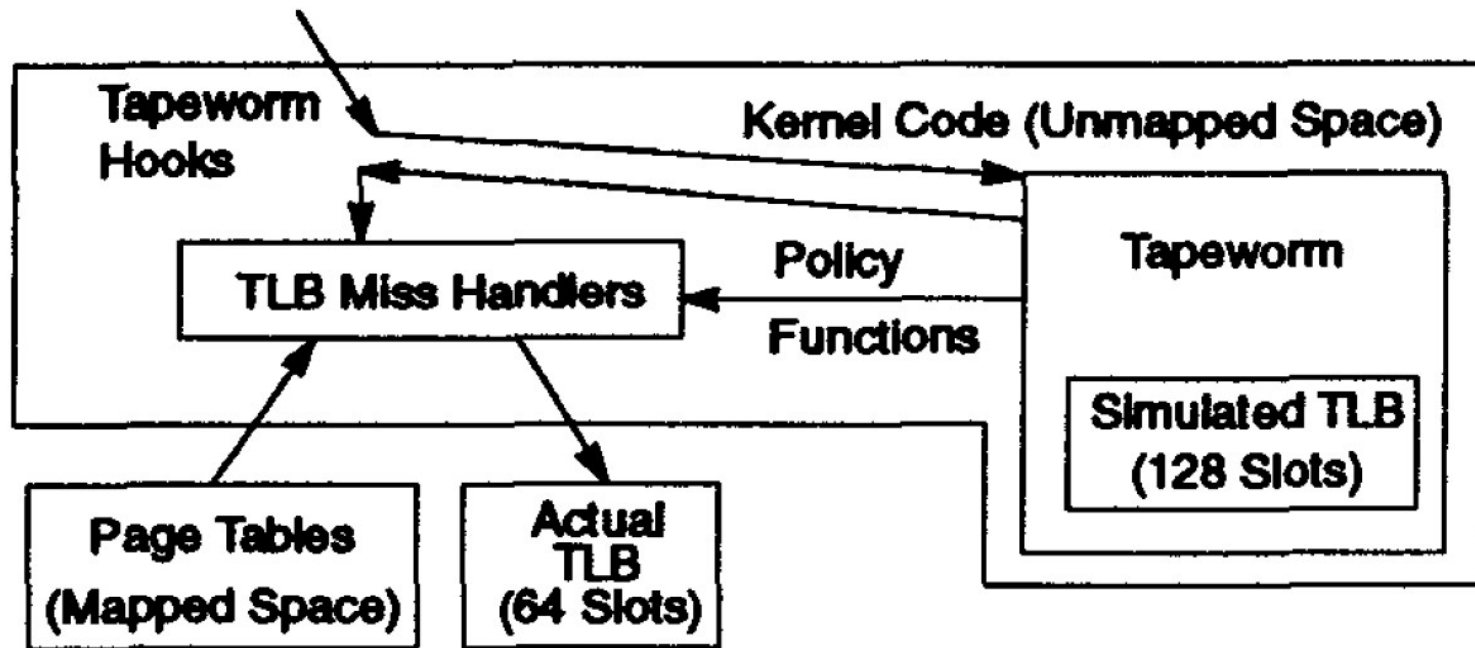 Tapeworm
Hooks
Kernel Code (Unmapped Space)
TLB Miss Handlers
Policy
Functions
Tapeworm
Simulated TLB
(128 Slots)
Page Tables
(Mapped Space)
Actual
TLB
(64 Slots)